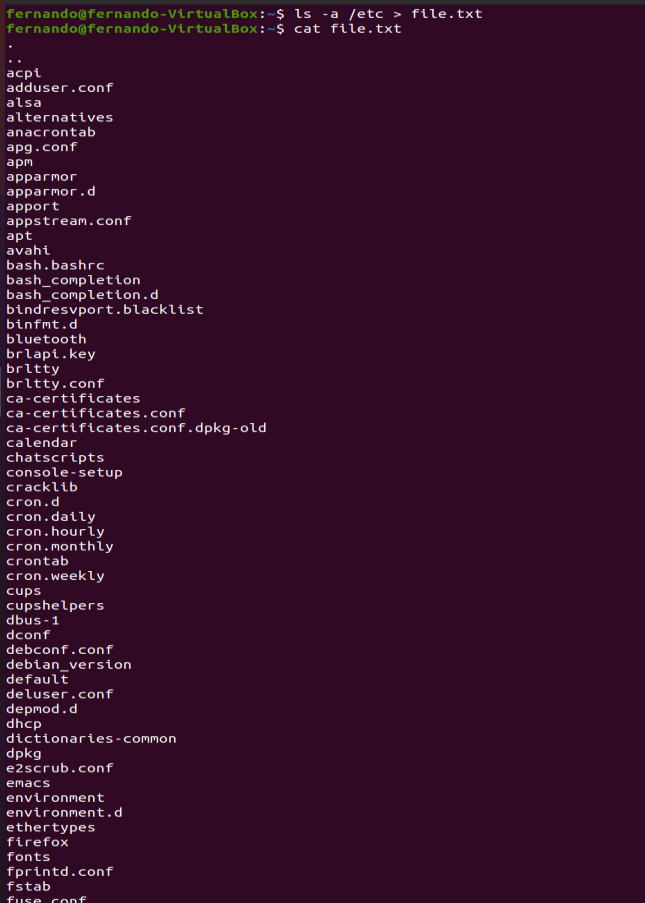 fernando@fernando-VirtualBox:~$ ls -a /etc > file.txt
fernando@fernando-VirtualBox:~$ cat file.txt
.
..
acpi
adduser.conf
alsa
alternatives
anacrontab
apg.conf
apm
apparmor
apparmor.d
apport
appstream.conf
apt
avahi
bash.bashrc
bash_completion
bash_completion.d
bindresvport.blacklist
binfmt.d
bluetooth
brlapi.key
brltty
brltty.conf
ca-certificates
ca-certificates.conf
ca-certificates.conf.dpkg-old
calendar
chatscripts
console-setup
cracklib
cron.d
cron.daily
cron.hourly
cron.monthly
crontab
cron.weekly
cups
cupshelpers
dbus-1
dconf
debconf.conf
debian_version
default
deluser.conf
depmod.d
dhcp
dictionaries-common
dpkg
e2scrub.conf
emacs
environment
environment.d
ethertypes
firefox
fonts
fprintd.conf
fstab
fuse.conf